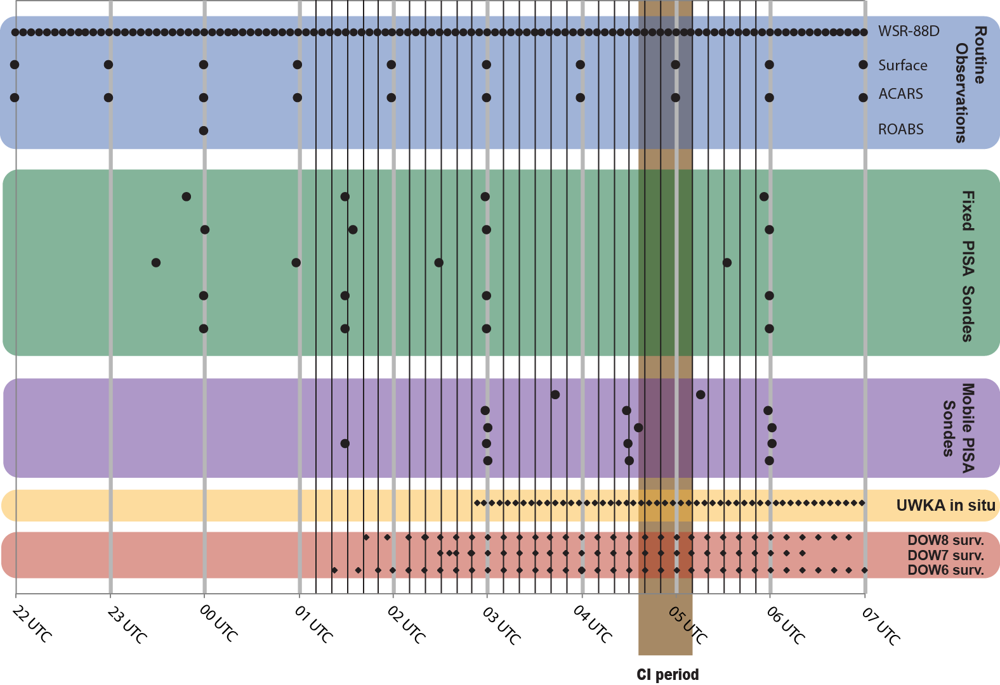 WSR-88D
Surface
ACARS
ROABS
Routine
Observations
Fixed PISA Sondes
Mobile PISA
Sondes
UWKA in situ
DOW8 surv.
DOW7 surv.
DOW6 surv.
22 UTC
23 UTC
00 UTC
01 UTC
02 UTC
03 UTC
04 UTC
05 UTC
06 UTC
07 UTC
CI period